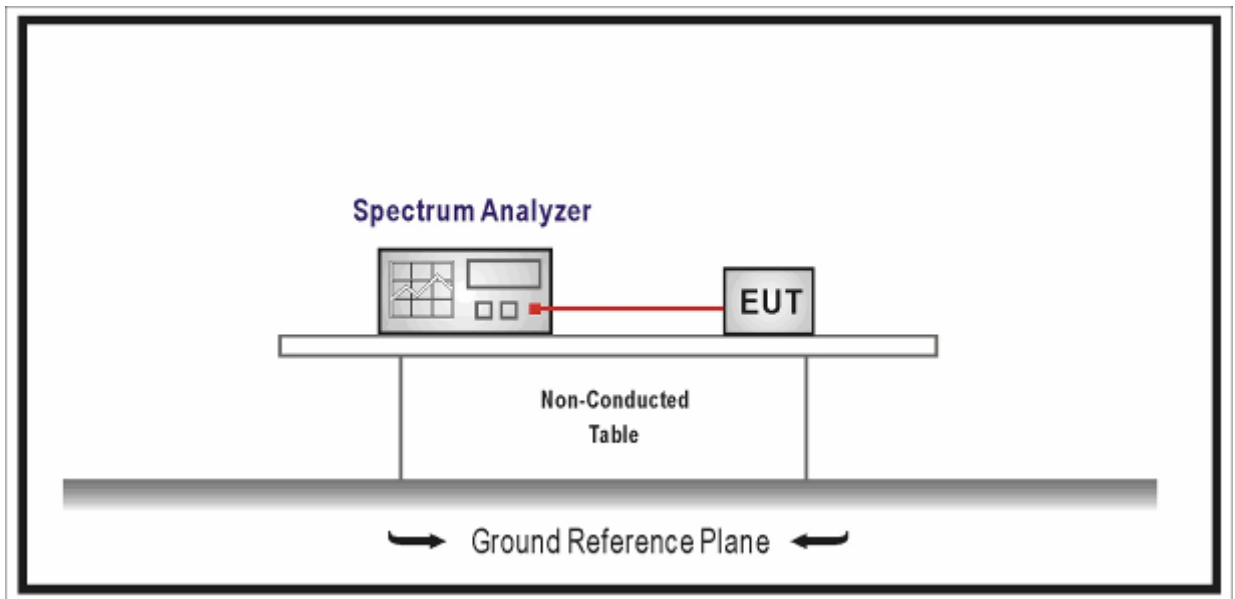 Spectrum Analyzer
EUT
Non-Conducted
Table
Ground Reference Plane